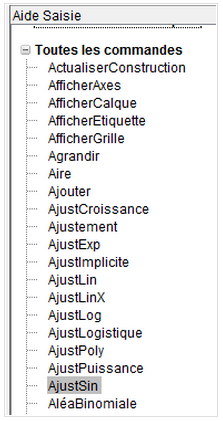 Aide Saisie
Toutes les commandes
ActualiserConstruction
AfficherAxes
AfficherCalque
AfficherEtiquette
AfficherGrille
Agrandir
Aire
Ajouter
AjustCroissance
Ajustement
AjustExp
AjustImplicite
AjustLin
AjustLinX
AjustLog
AjustLogistique
AjustPoly
AjustPuissance
AjustSin
AléaBinomiale